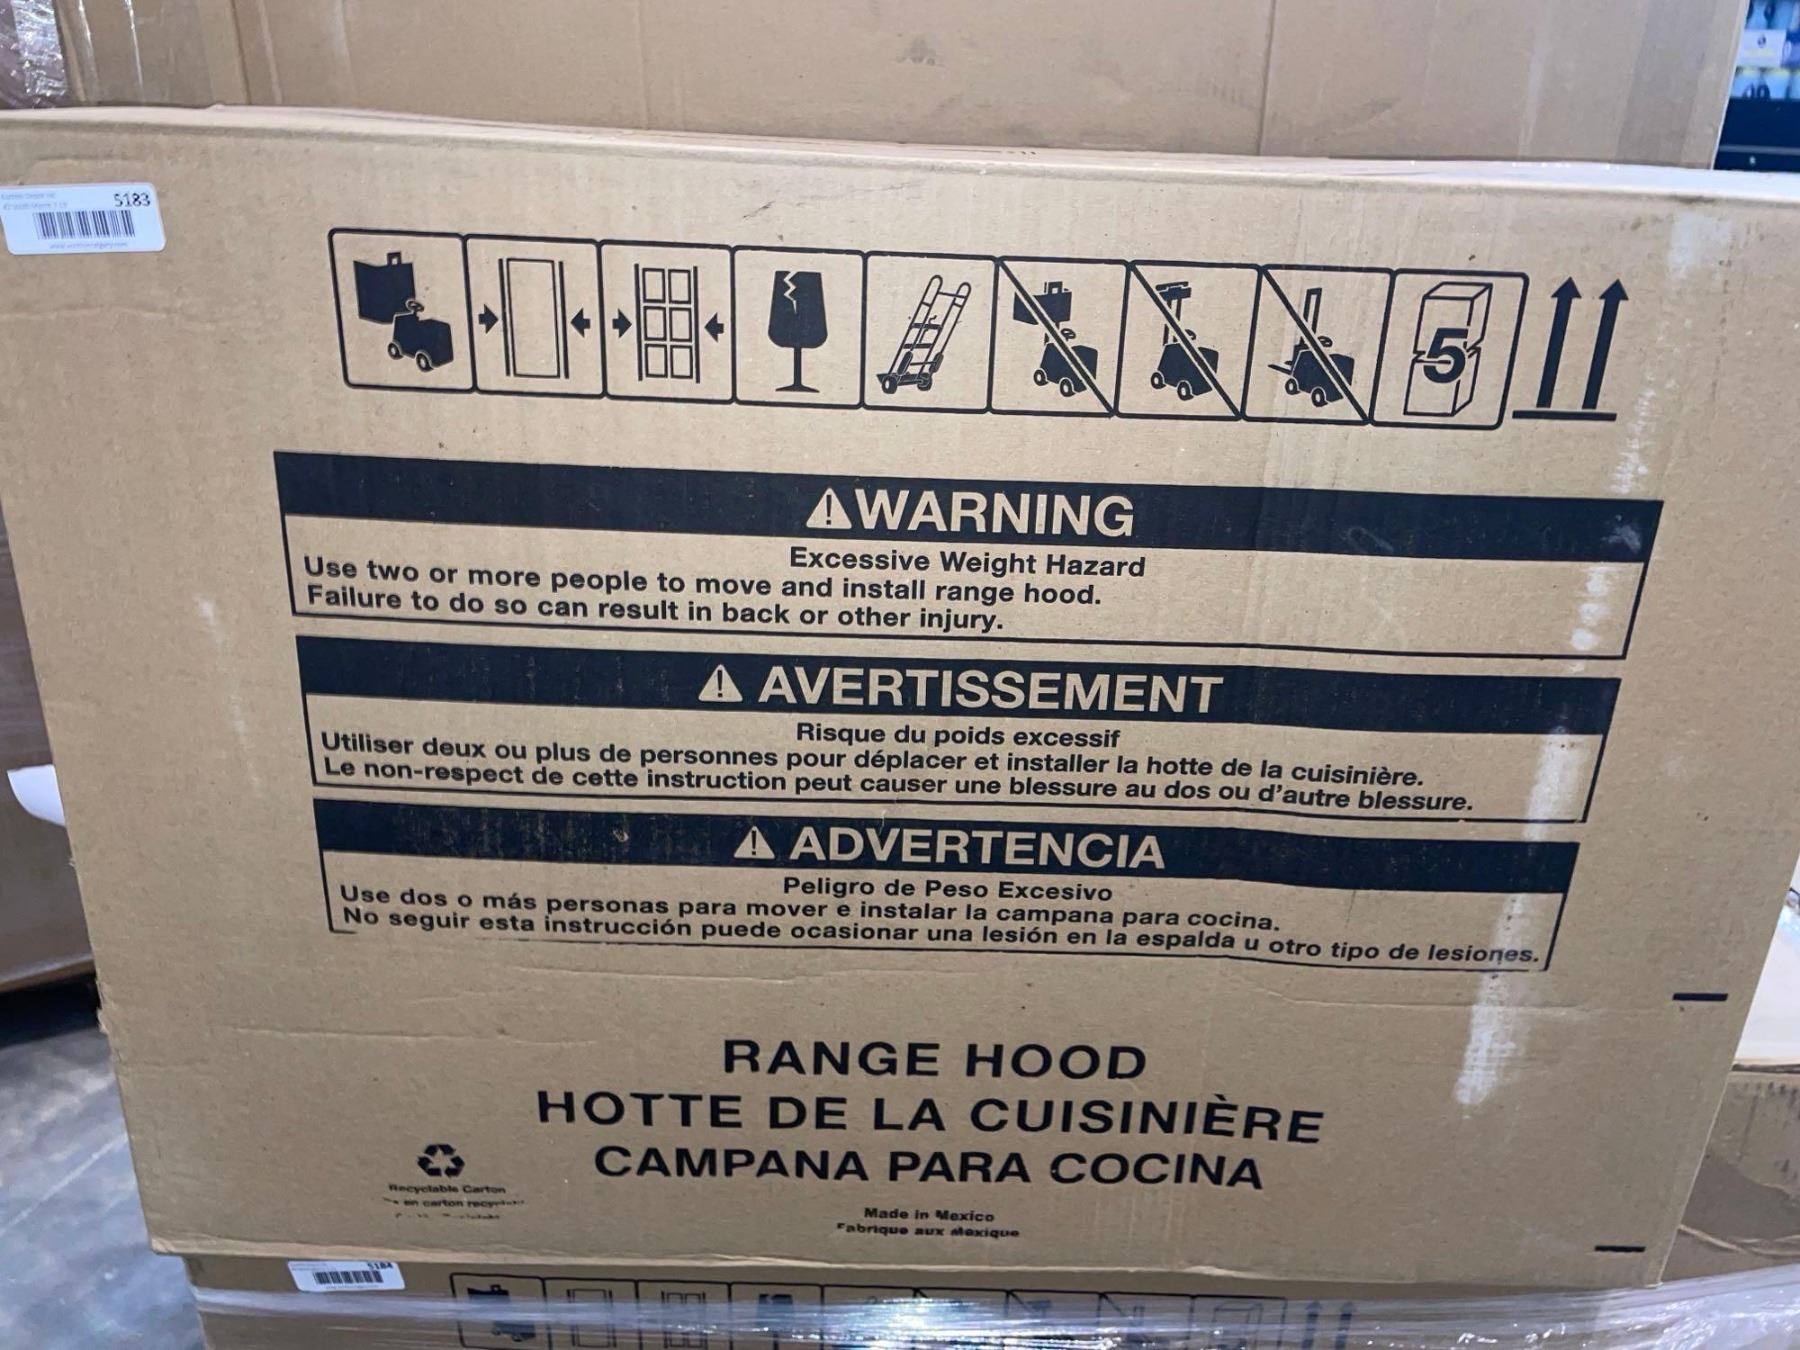 5183
5
WARNING
Excessive Weight Hazard
Use two or more people to move and install range hood.
Failure to do so can result in back or other injury.
AVERTISSEMENT
Risque du poids excessif
Utiliser deux ou plus de personnes pour déplacer et installer la hotte de la cuisinière.
Le non-respect de cette instruction peut causer une blessure au dos ou d'autre blessure.
ADVERTENCIA
Peligro de Peso Excesivo
Use dos o más personas para mover e instalar la campana para cocina.
No seguir esta instrucción puede ocasionar una lesión en la espalda u otro tipo de lesiones.
RANGE HOOD
HOTTE DE LA CUISINIÈRE
CAMPANA PARA COCINA
Recyclable Carton
en carton
Made in Mexico
Fabrique aux Mexique
5184